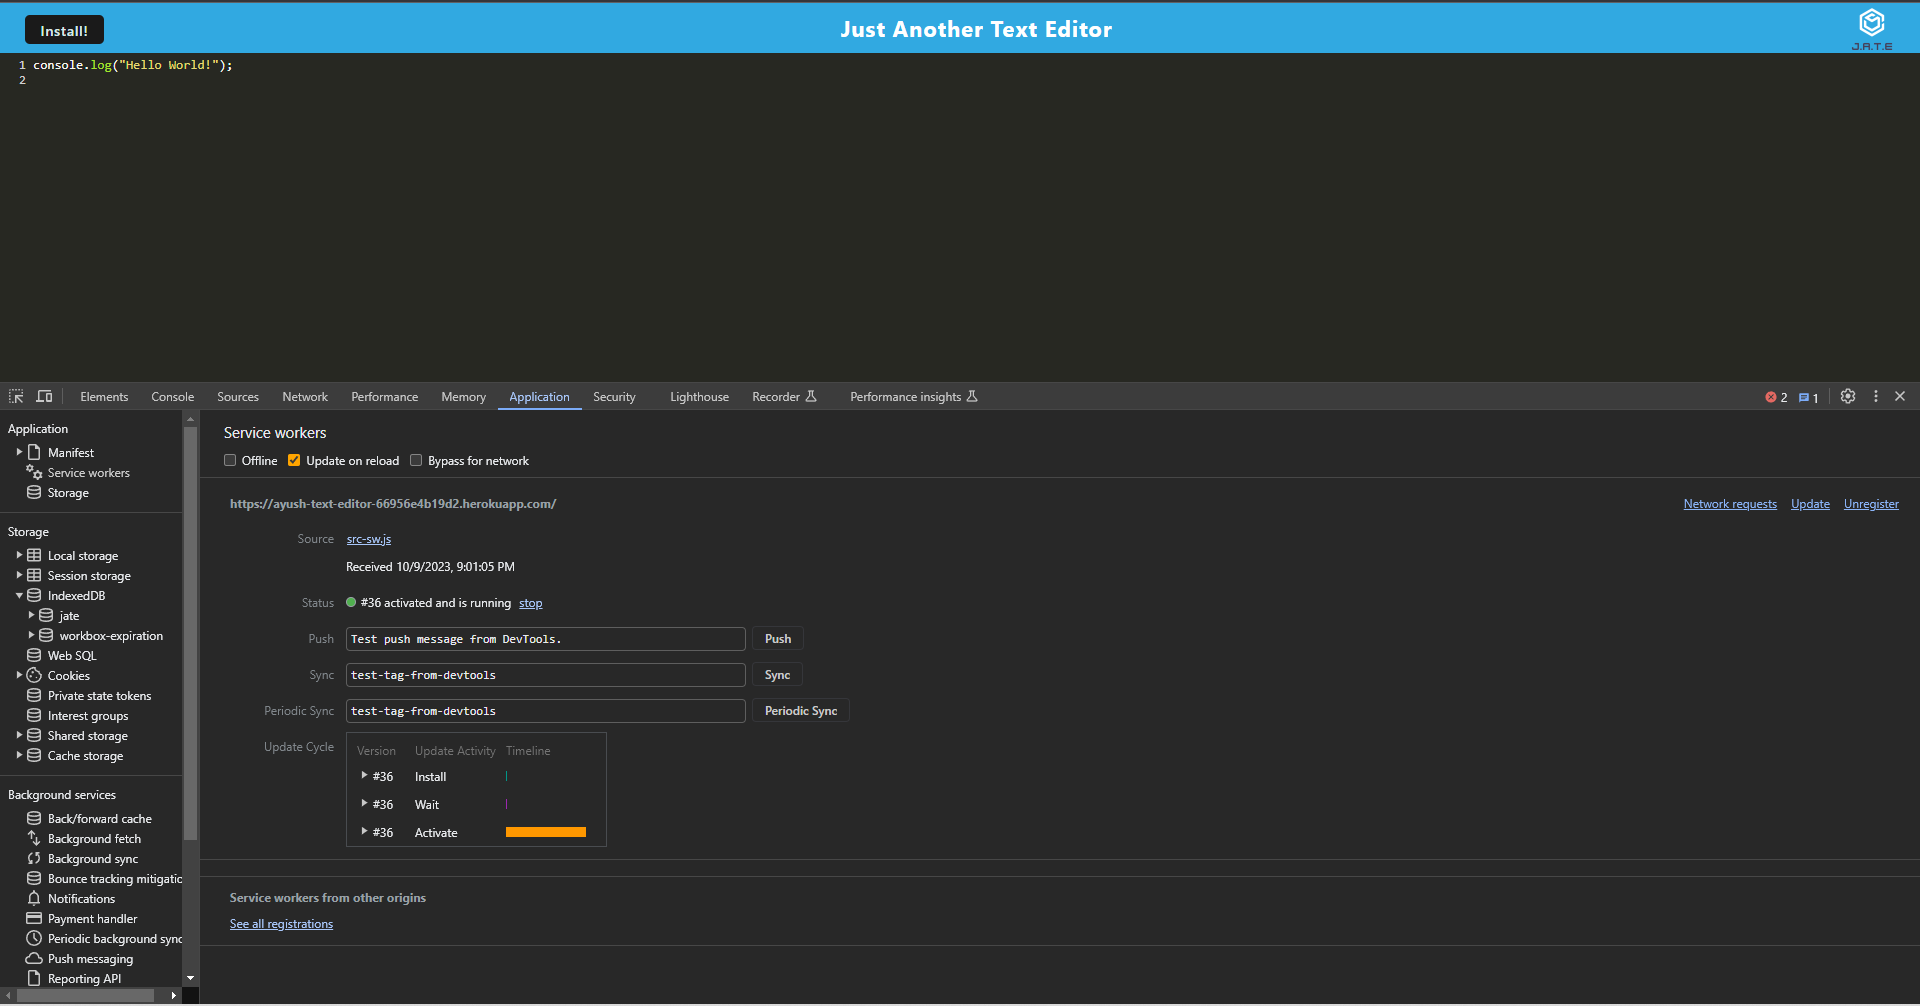 Install!
Just Another Text Editor
J.A.T.E
1 console.log("Hello World!");
2
Elements Console Sources Network Performance Memory Application Security Lighthouse Recorder Performance insights 2 1
Application
Manifest
Service workers
Storage
Storage
Local storage
Session storage
IndexedDB
jate
workbox-expiration
Web SQL
Cookies
Private state tokens
Interest groups
Shared storage
Cache storage
Background services
Back/forward cache
Background fetch
Background sync
Bounce tracking mitigatio
Notifications
Payment handler
Periodic background sync
Push messaging
Reporting API
Service workers
Offline Update on reload Bypass for network
https://ayush-text-editor-66956e4b19d2.herokuapp.com/ Network requests Update Unregister
Source src-sw.js
Received 10/9/2023, 9:01:05 PM
Status #36 activated and is running stop
Push Test push message from DevTools. Push
Sync test-tag-from-devtools Sync
Periodic Sync test-tag-from-devtools Periodic Sync
Update Cycle Version Update Activity Timeline
#36 Install
#36 Wait
#36 Activate
Service workers from other origins
See all registrations